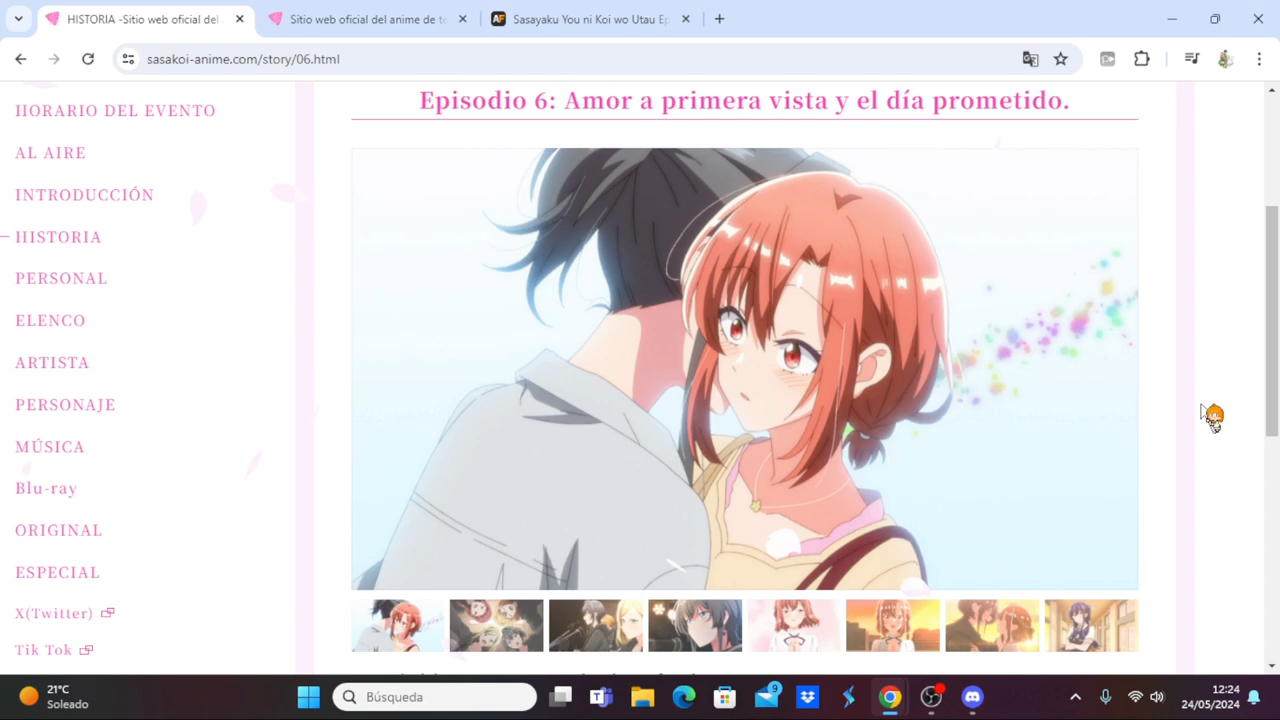 HISTORIA -Sitio web oficial del
Sitio web oficial del anime de te
AF
Sasayaku You ni Koi wo Utau Ep
sasakoi-anime.com/story/06.html
HORARIO DEL EVENTO
AL AIRE
INTRODUCCIÓN
HISTORIA
PERSONAL
ELENCO
ARTISTA
PERSONAJE
MÚSICA
Blu-ray
ORIGINAL
ESPECIAL
X(Twitter)
Tik Tok
Episodio 6: Amor a primera vista y el día prometido.
21°C
Soleado
Búsqueda
9
12:24
24/05/2024